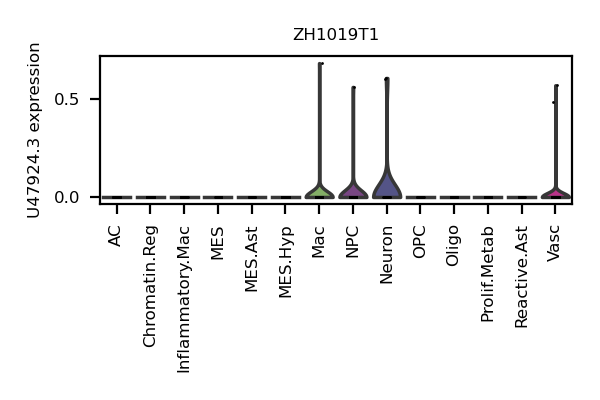 ZH1019T1
U47924.3 expression
0.5
0.0
AC
Chromatin.Reg
Inflammatory.Mac
MES
MES.Ast
MES.Hyp
Mac
NPC
Neuron
OPC
Oligo
Prolif.Metab
Reactive.Ast
Vasc